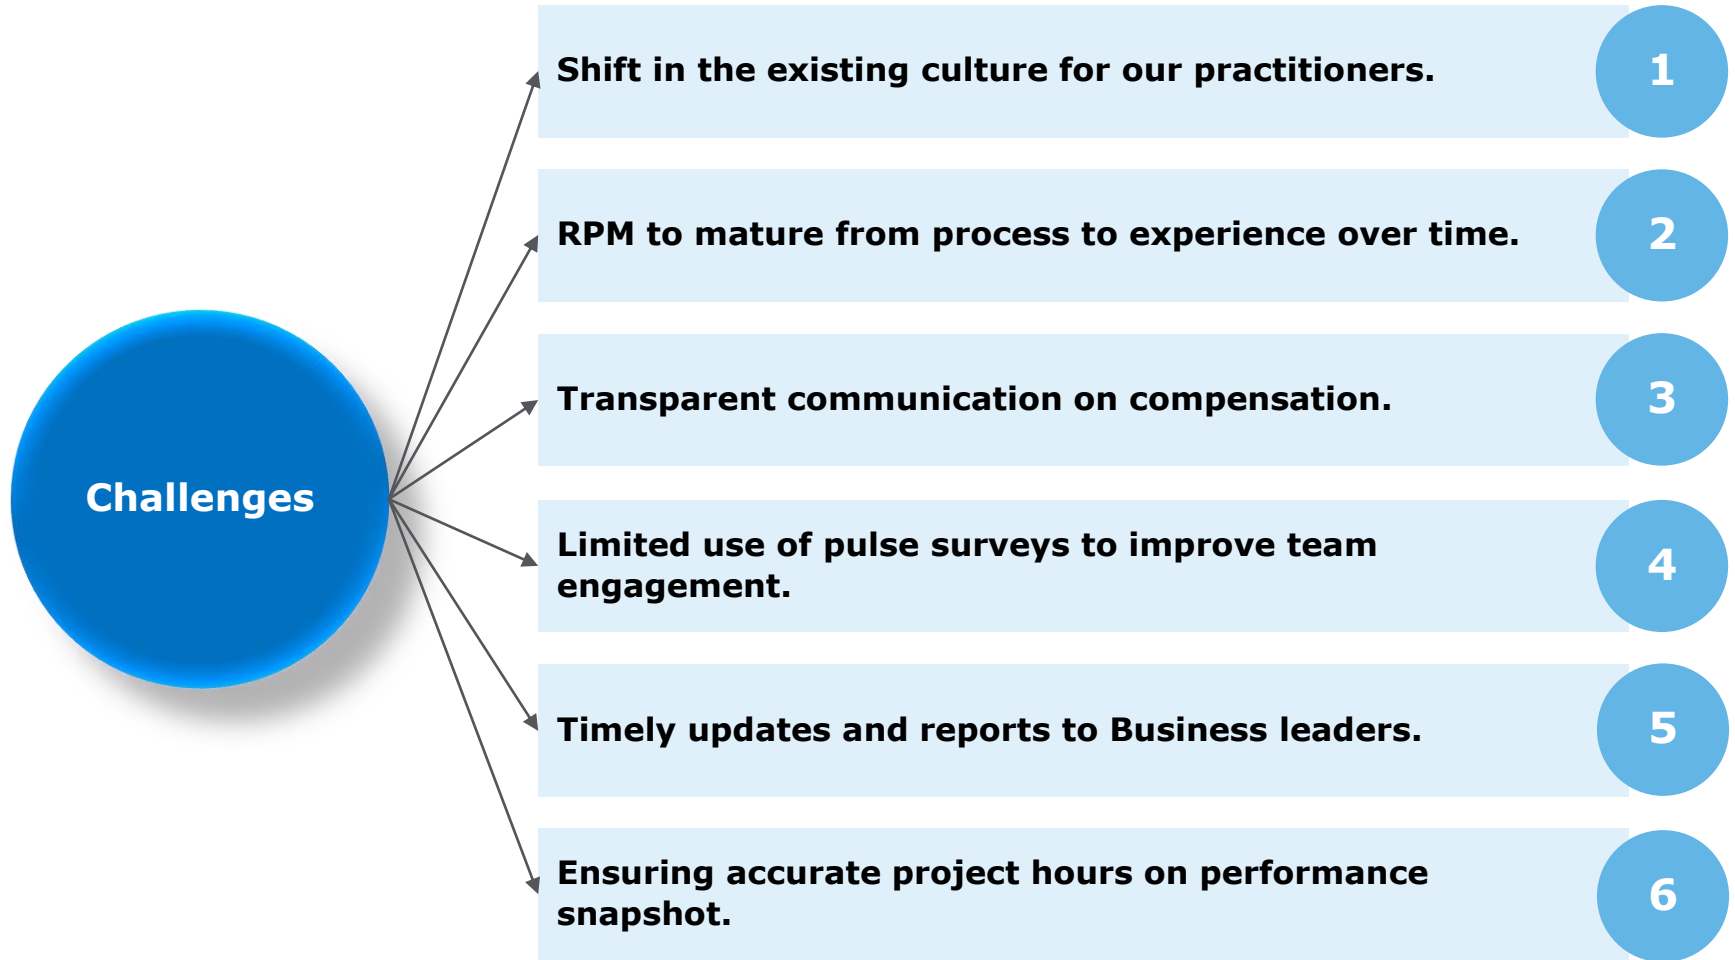 Shift in the existing culture for our practitioners.
1
RPM to mature from process to experience over time.
2
Transparent communication on compensation.
3
Challenges
Limited use of pulse surveys to improve team
engagement.
4
Timely updates and reports to Business leaders.
5
Ensuring accurate project hours on performance
snapshot.
6